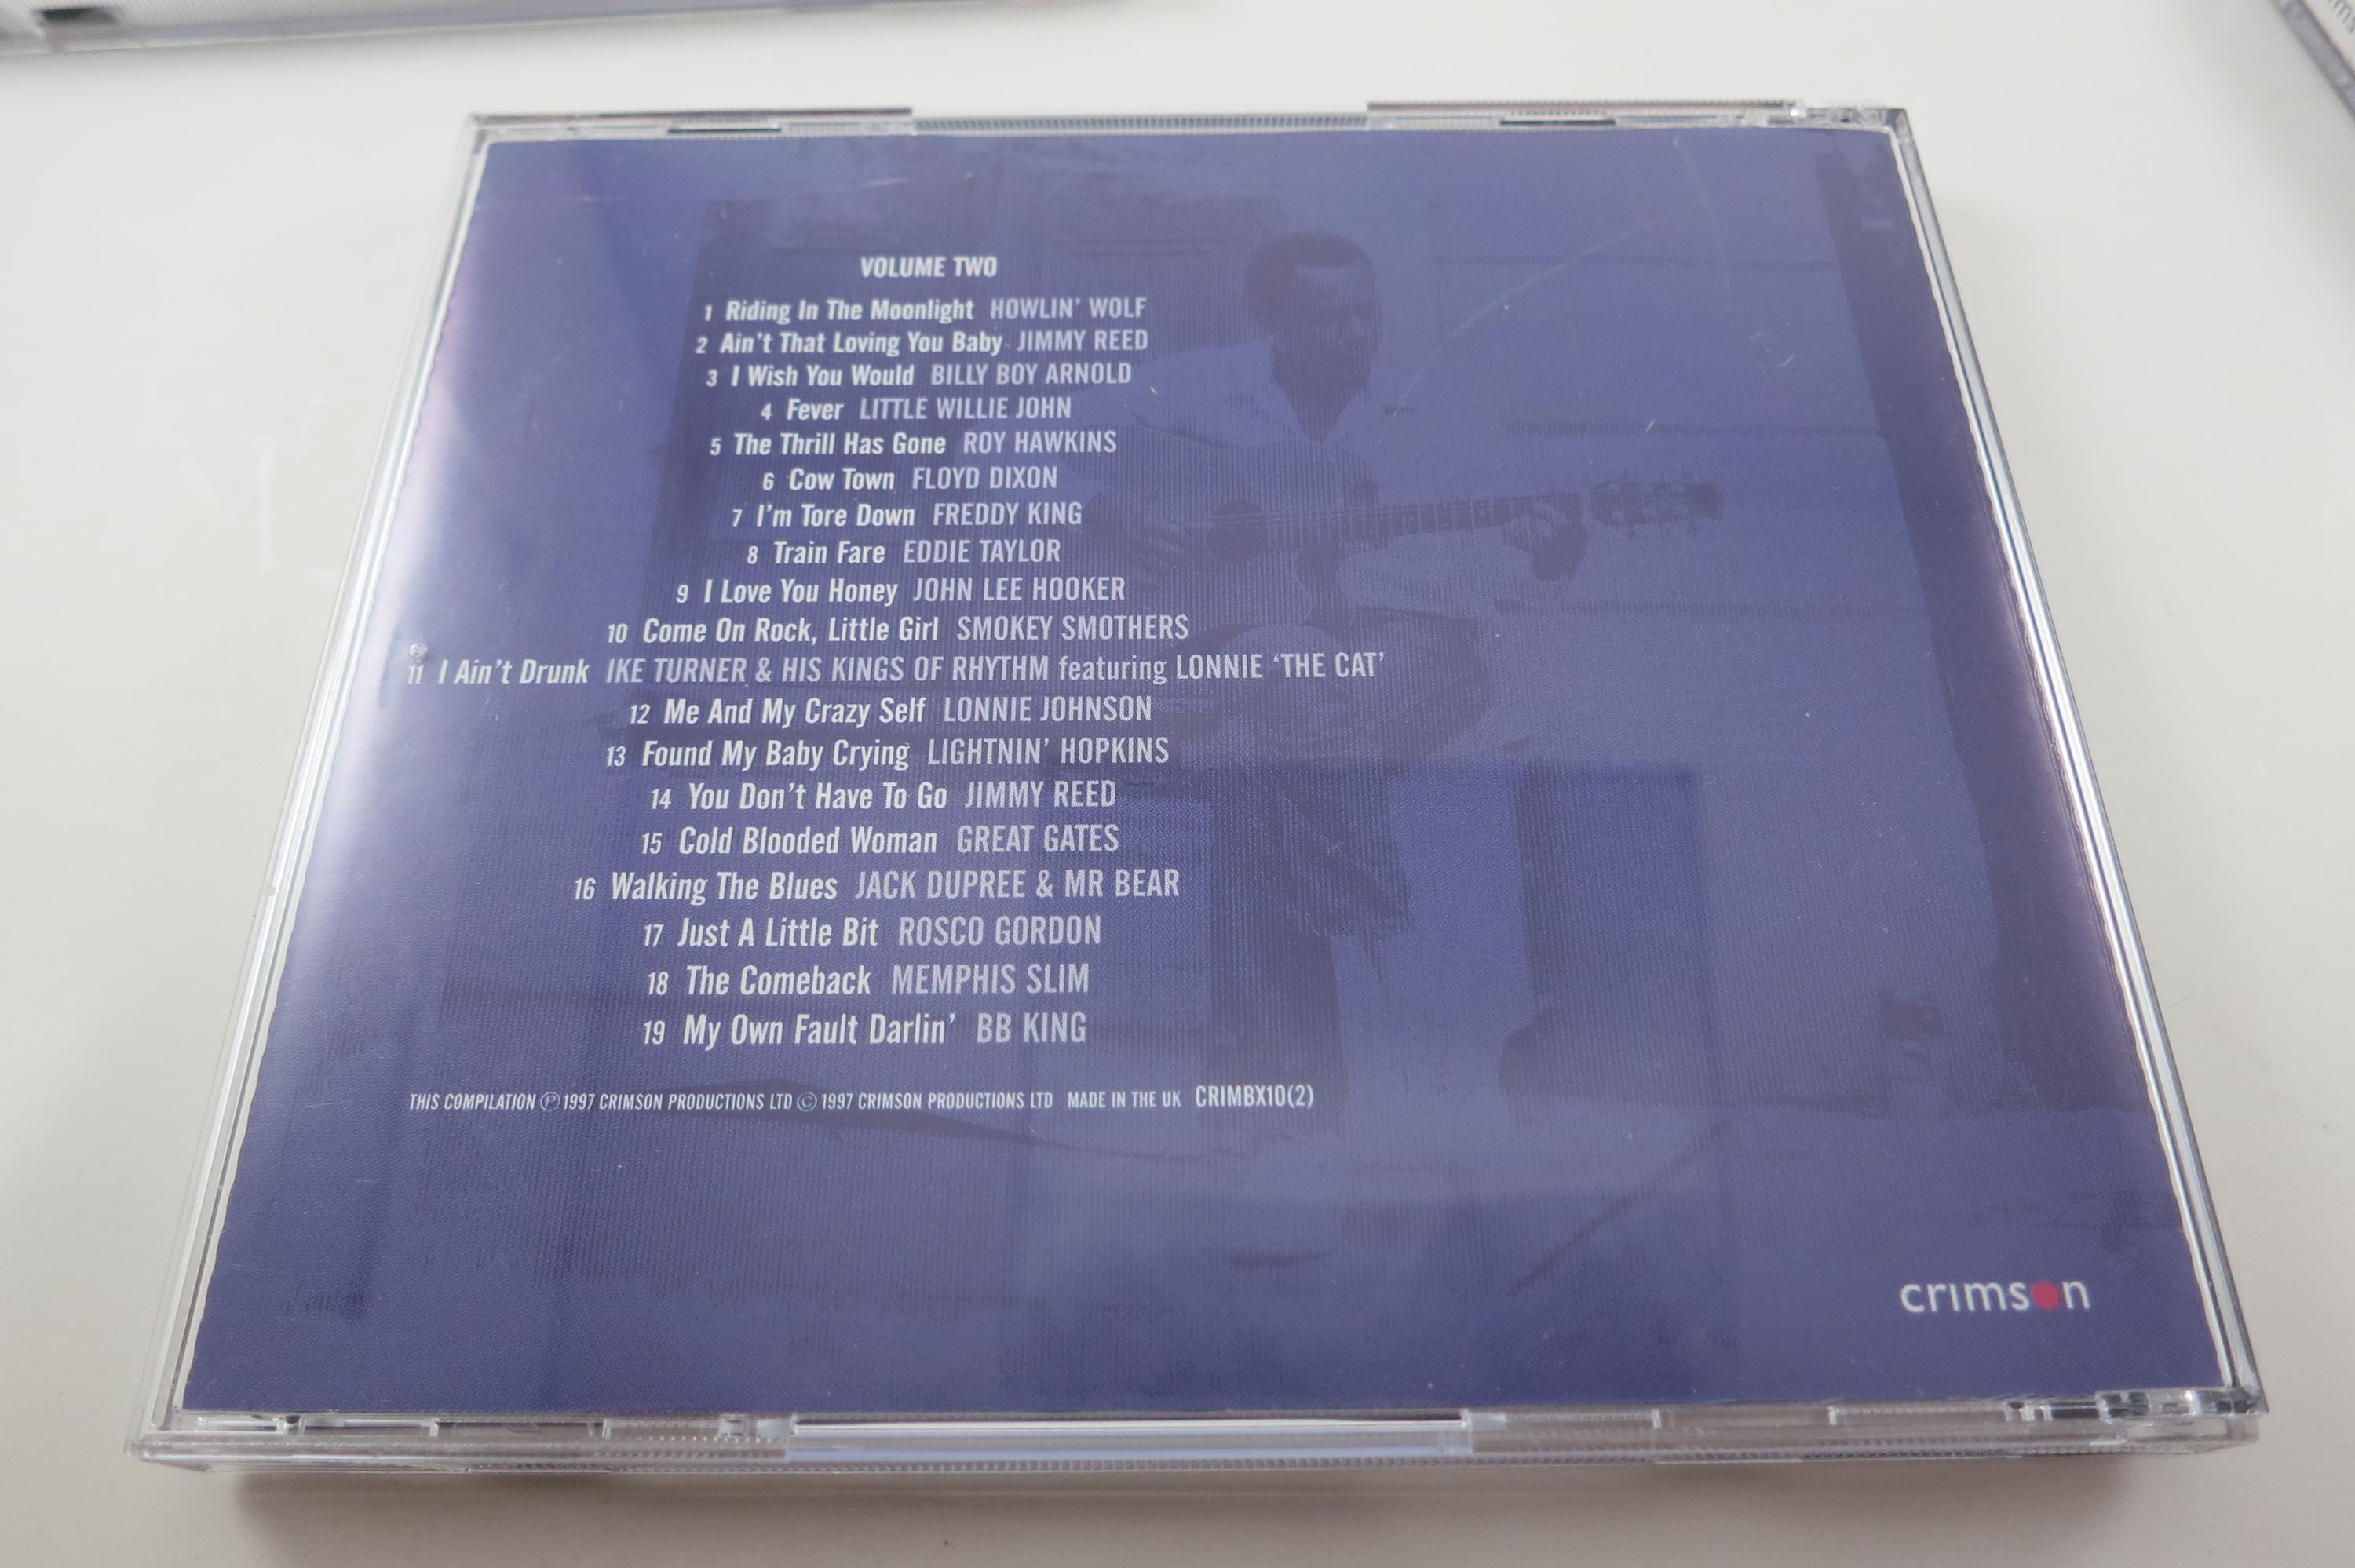 VOLUME TWO
1 Riding In The Moonlight HOWLIN' WOLF
2 Ain't That Loving You Baby JIMMY REED
3 I Wish You Would BILLY BOY ARNOLD
4 Fever LITTLE WILLIE JOHN
5 The Thrill Has Gone ROY HAWKINS
6 Cow Town FLOYD DIXON
7 I'm Tore Down FREDDY KING
8 Train Fare EDDIE TAYLOR
9 I Love You Honey JOHN LEE HOOKER
10 Come On Rock, Little Girl SMOKEY SMOTHERS
11 I Ain't Drunk IKE TURNER & HIS KINGS OF RHYTHM featuring LONNIE 'THE CAT'
12 Me And My Crazy Self LONNIE JOHNSON
13 Found My Baby Crying LIGHTNIN' HOPKINS
14 You Don't Have To Go JIMMY REED
15 Cold Blooded Woman GREAT GATES
16 Walking The Blues JACK DUPREE & MR BEAR
17 Just A Little Bit ROSCO GORDON
18 The Comeback MEMPHIS SLIM
19 My Own Fault Darlin' BB KING
THIS COMPILATION ℗ 1997 CRIMSON PRODUCTIONS LTD © 1997 CRIMSON PRODUCTIONS LTD MADE IN THE UK CRIMBX10(2)
crimson